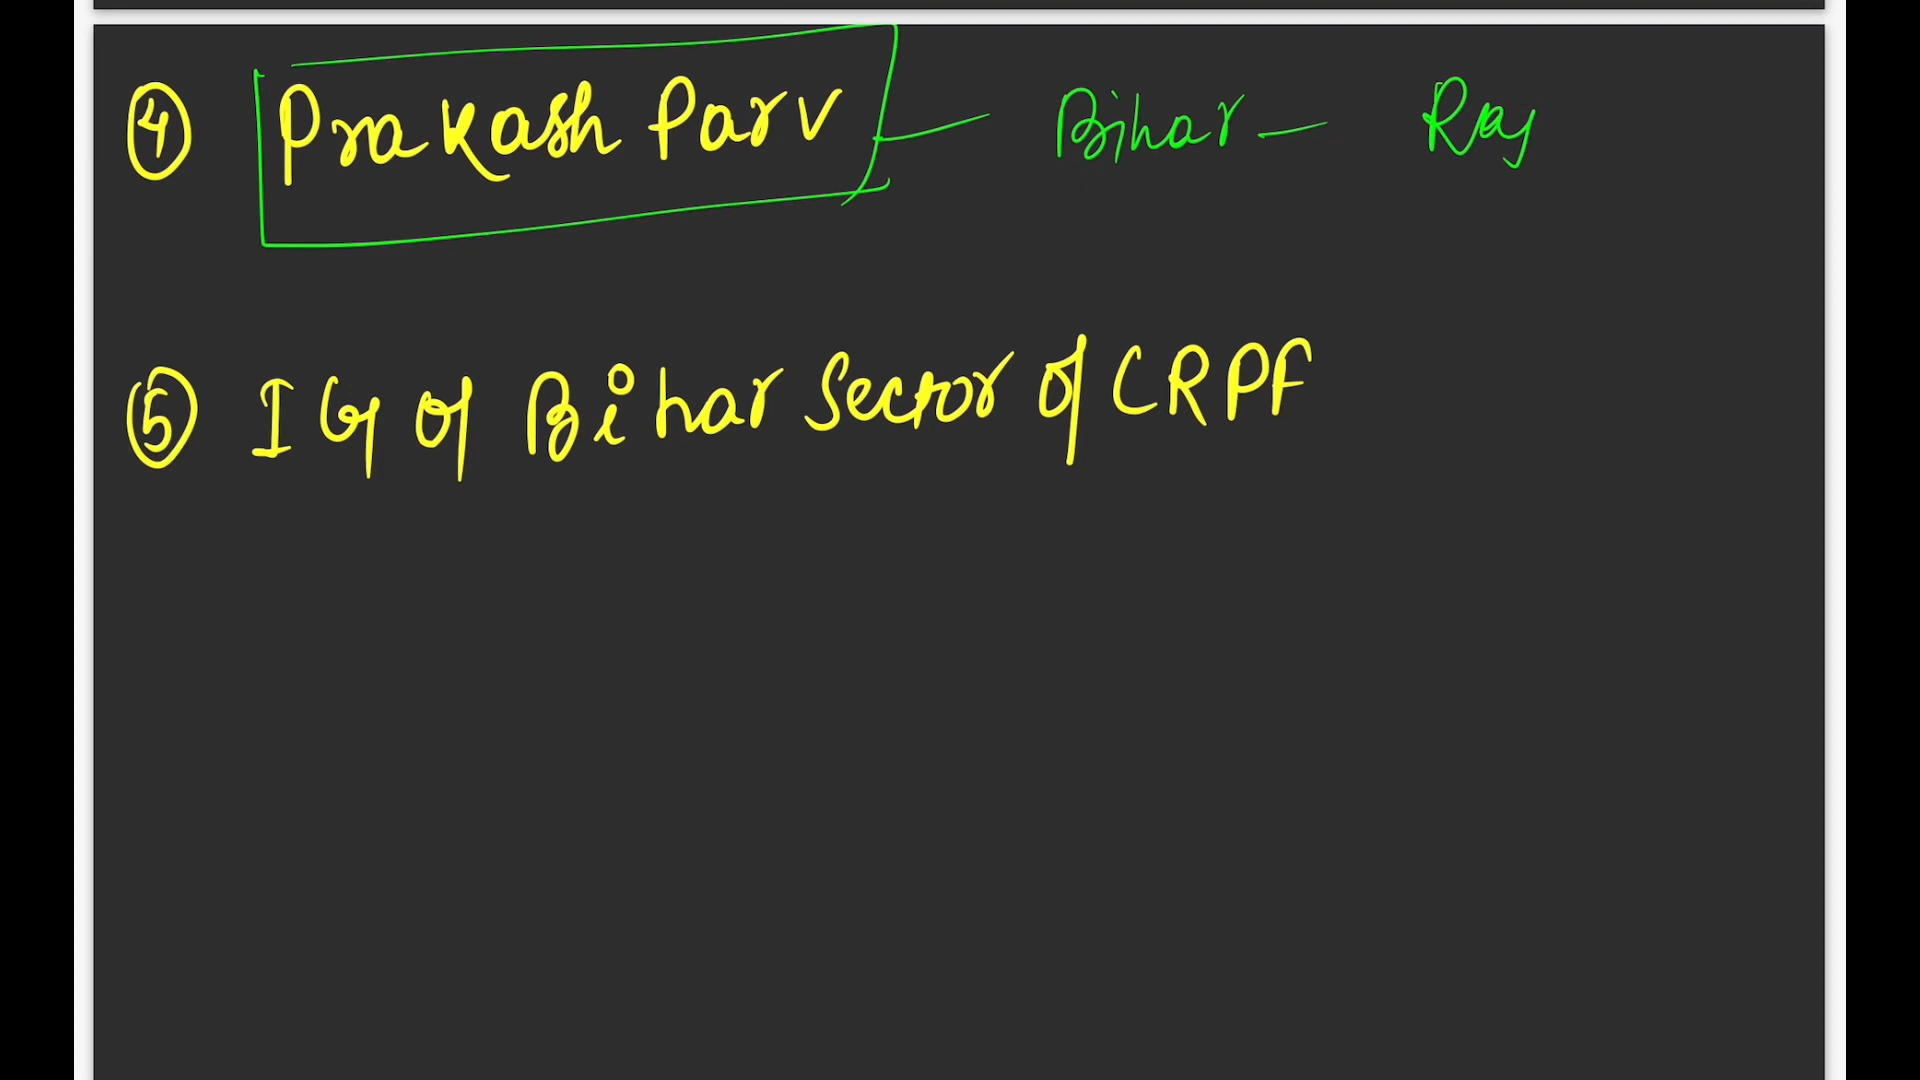 4 Prakash Parv — Bihar — Raj
5 IG of Bihar Sector of CRPF